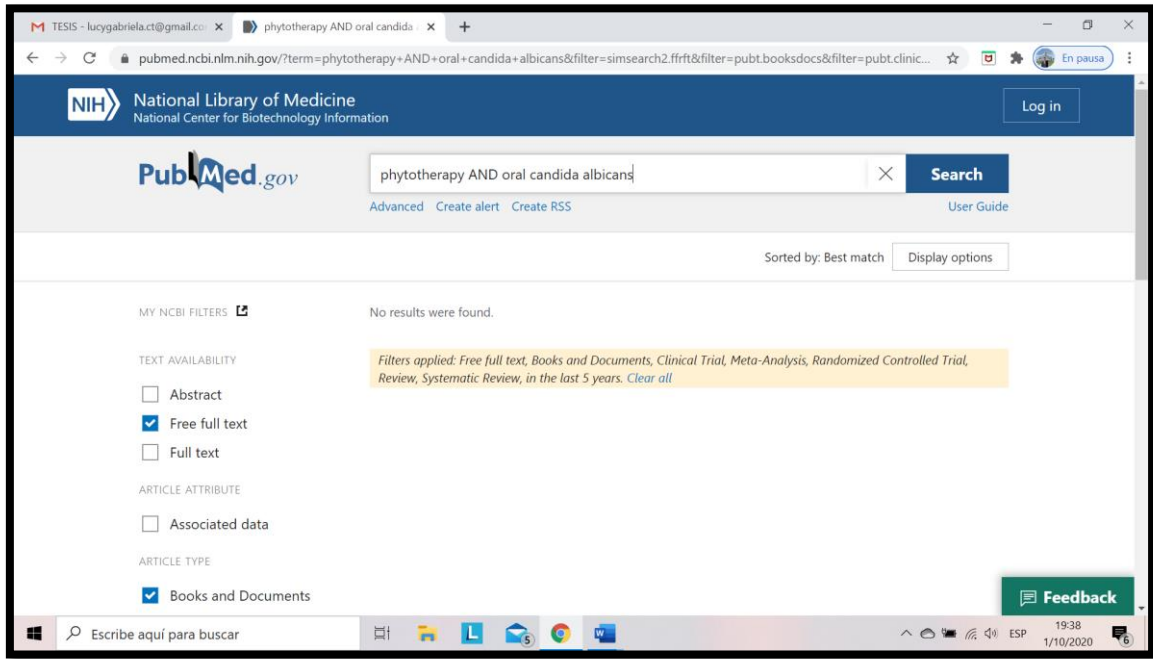 TESIS - lucygabriela.ct@gmail.co
phytotherapy AND oral candida
pubmed.ncbi.nlm.nih.gov/?term=phytotherapy+AND+oral+candida+albicans&filter=simsearch2.ffrft&filter=pubt.booksdocs&filter=pubt.clinic...
En pausa
NIH
National Library of Medicine
National Center for Biotechnology Information
Log in
PubMed.gov
phytotherapy AND oral candida albicans
Search
Advanced Create alert Create RSS
User Guide
Sorted by: Best match
Display options
MY NCBI FILTERS
No results were found.
TEXT AVAILABILITY
Filters applied: Free full text, Books and Documents, Clinical Trial, Meta-Analysis, Randomized Controlled Trial,
Review, Systematic Review, in the last 5 years. Clear all
Abstract
Free full text
Full text
ARTICLE ATTRIBUTE
Associated data
ARTICLE TYPE
Books and Documents
Feedback
Escribe aquí para buscar
L
5
W
ESP
19:38
1/10/2020
6